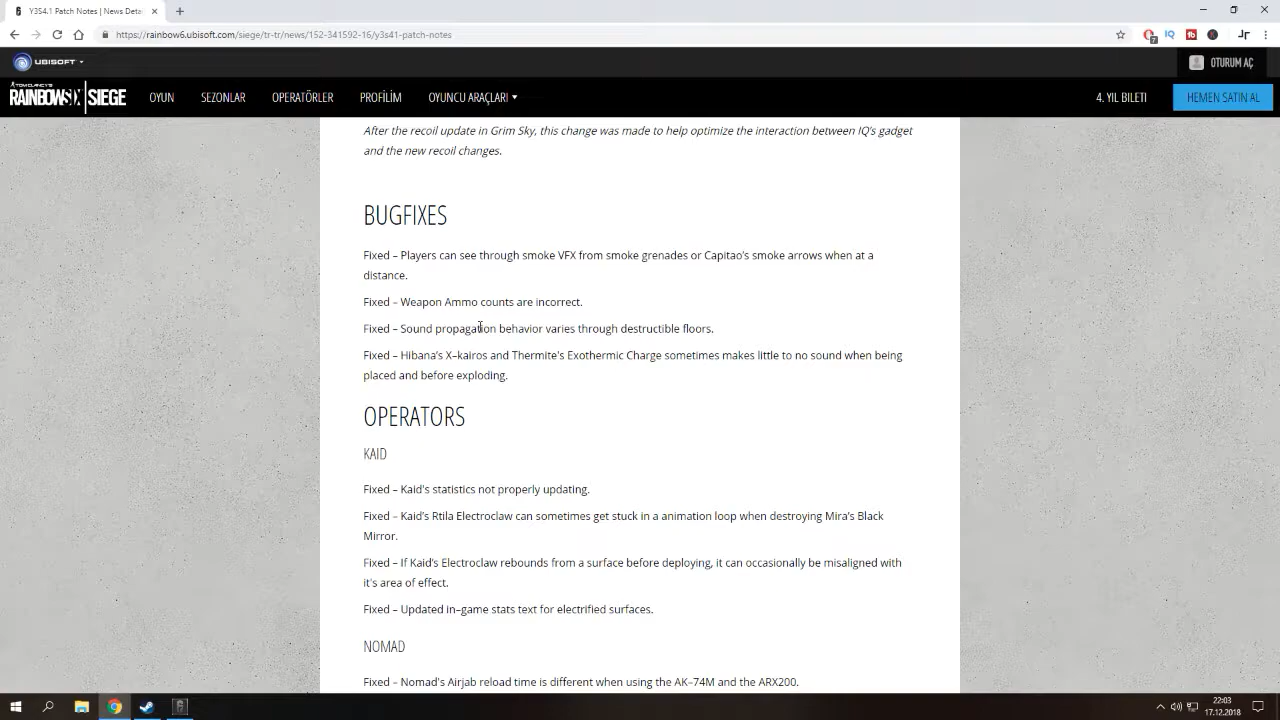 Y3S4.1 Patch Notes | News Deta
https://rainbow6.ubisoft.com/siege/tr-tr/news/152-341592-16/y3s41-patch-notes
UBISOFT
OTURUM AÇ
TOM CLANCY'S
RAINBOW SIX | SIEGE
OYUN
SEZONLAR
OPERATÖRLER
PROFİLİM
OYUNCU ARAÇLARI
4. YIL BILETI
HEMEN SATIN AL
After the recoil update in Grim Sky, this change was made to help optimize the interaction between IQ's gadget
and the new recoil changes.
BUGFIXES
Fixed – Players can see through smoke VFX from smoke grenades or Capitao's smoke arrows when at a
distance.
Fixed – Weapon Ammo counts are incorrect.
Fixed – Sound propagation behavior varies through destructible floors.
Fixed – Hibana's X–kairos and Thermite's Exothermic Charge sometimes makes little to no sound when being
placed and before exploding.
OPERATORS
KAID
Fixed – Kaid's statistics not properly updating.
Fixed – Kaid's Rtila Electroclaw can sometimes get stuck in a animation loop when destroying Mira's Black
Mirror.
Fixed – If Kaid's Electroclaw rebounds from a surface before deploying, it can occasionally be misaligned with
it's area of effect.
Fixed – Updated in–game stats text for electrified surfaces.
NOMAD
Fixed – Nomad's Airjab reload time is different when using the AK–74M and the ARX200.
22:03
17.12.2018